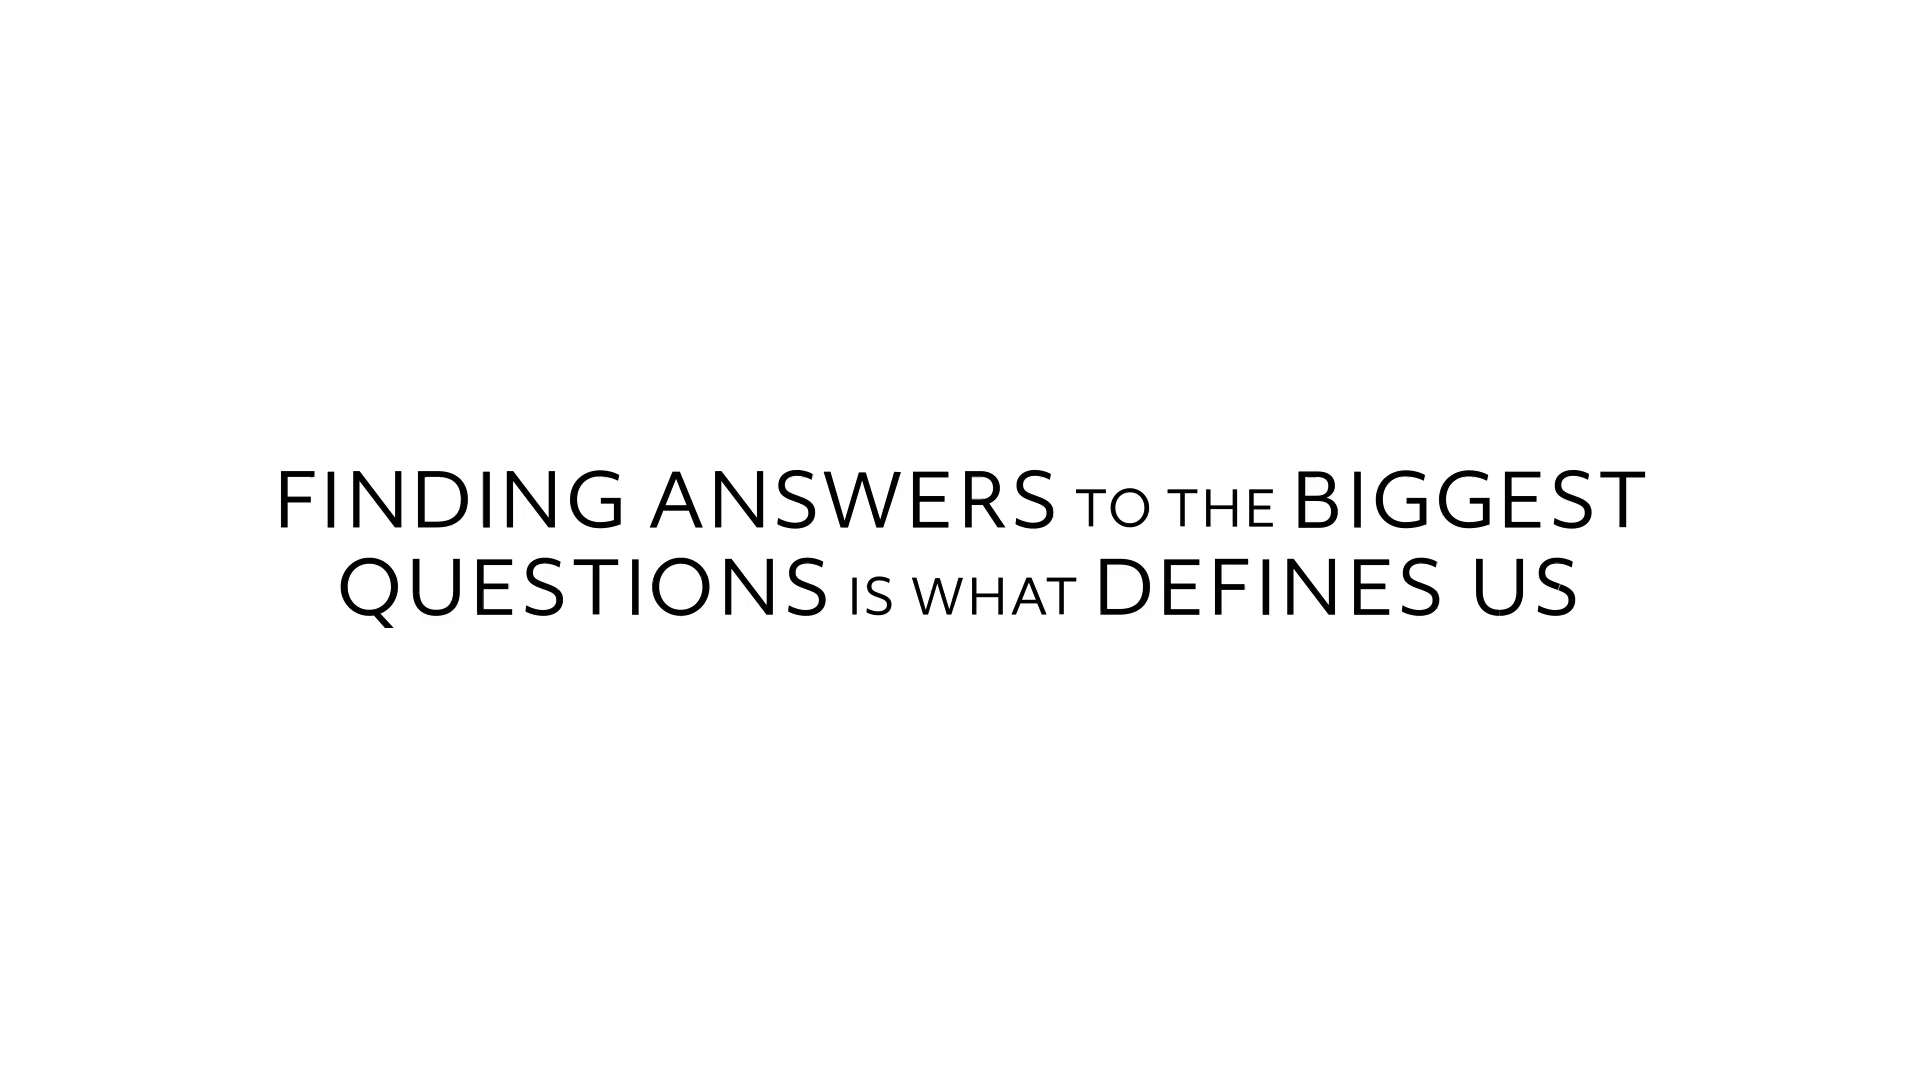 FINDING ANSWERS TO THE BIGGEST
QUESTIONS IS WHAT DEFINES US